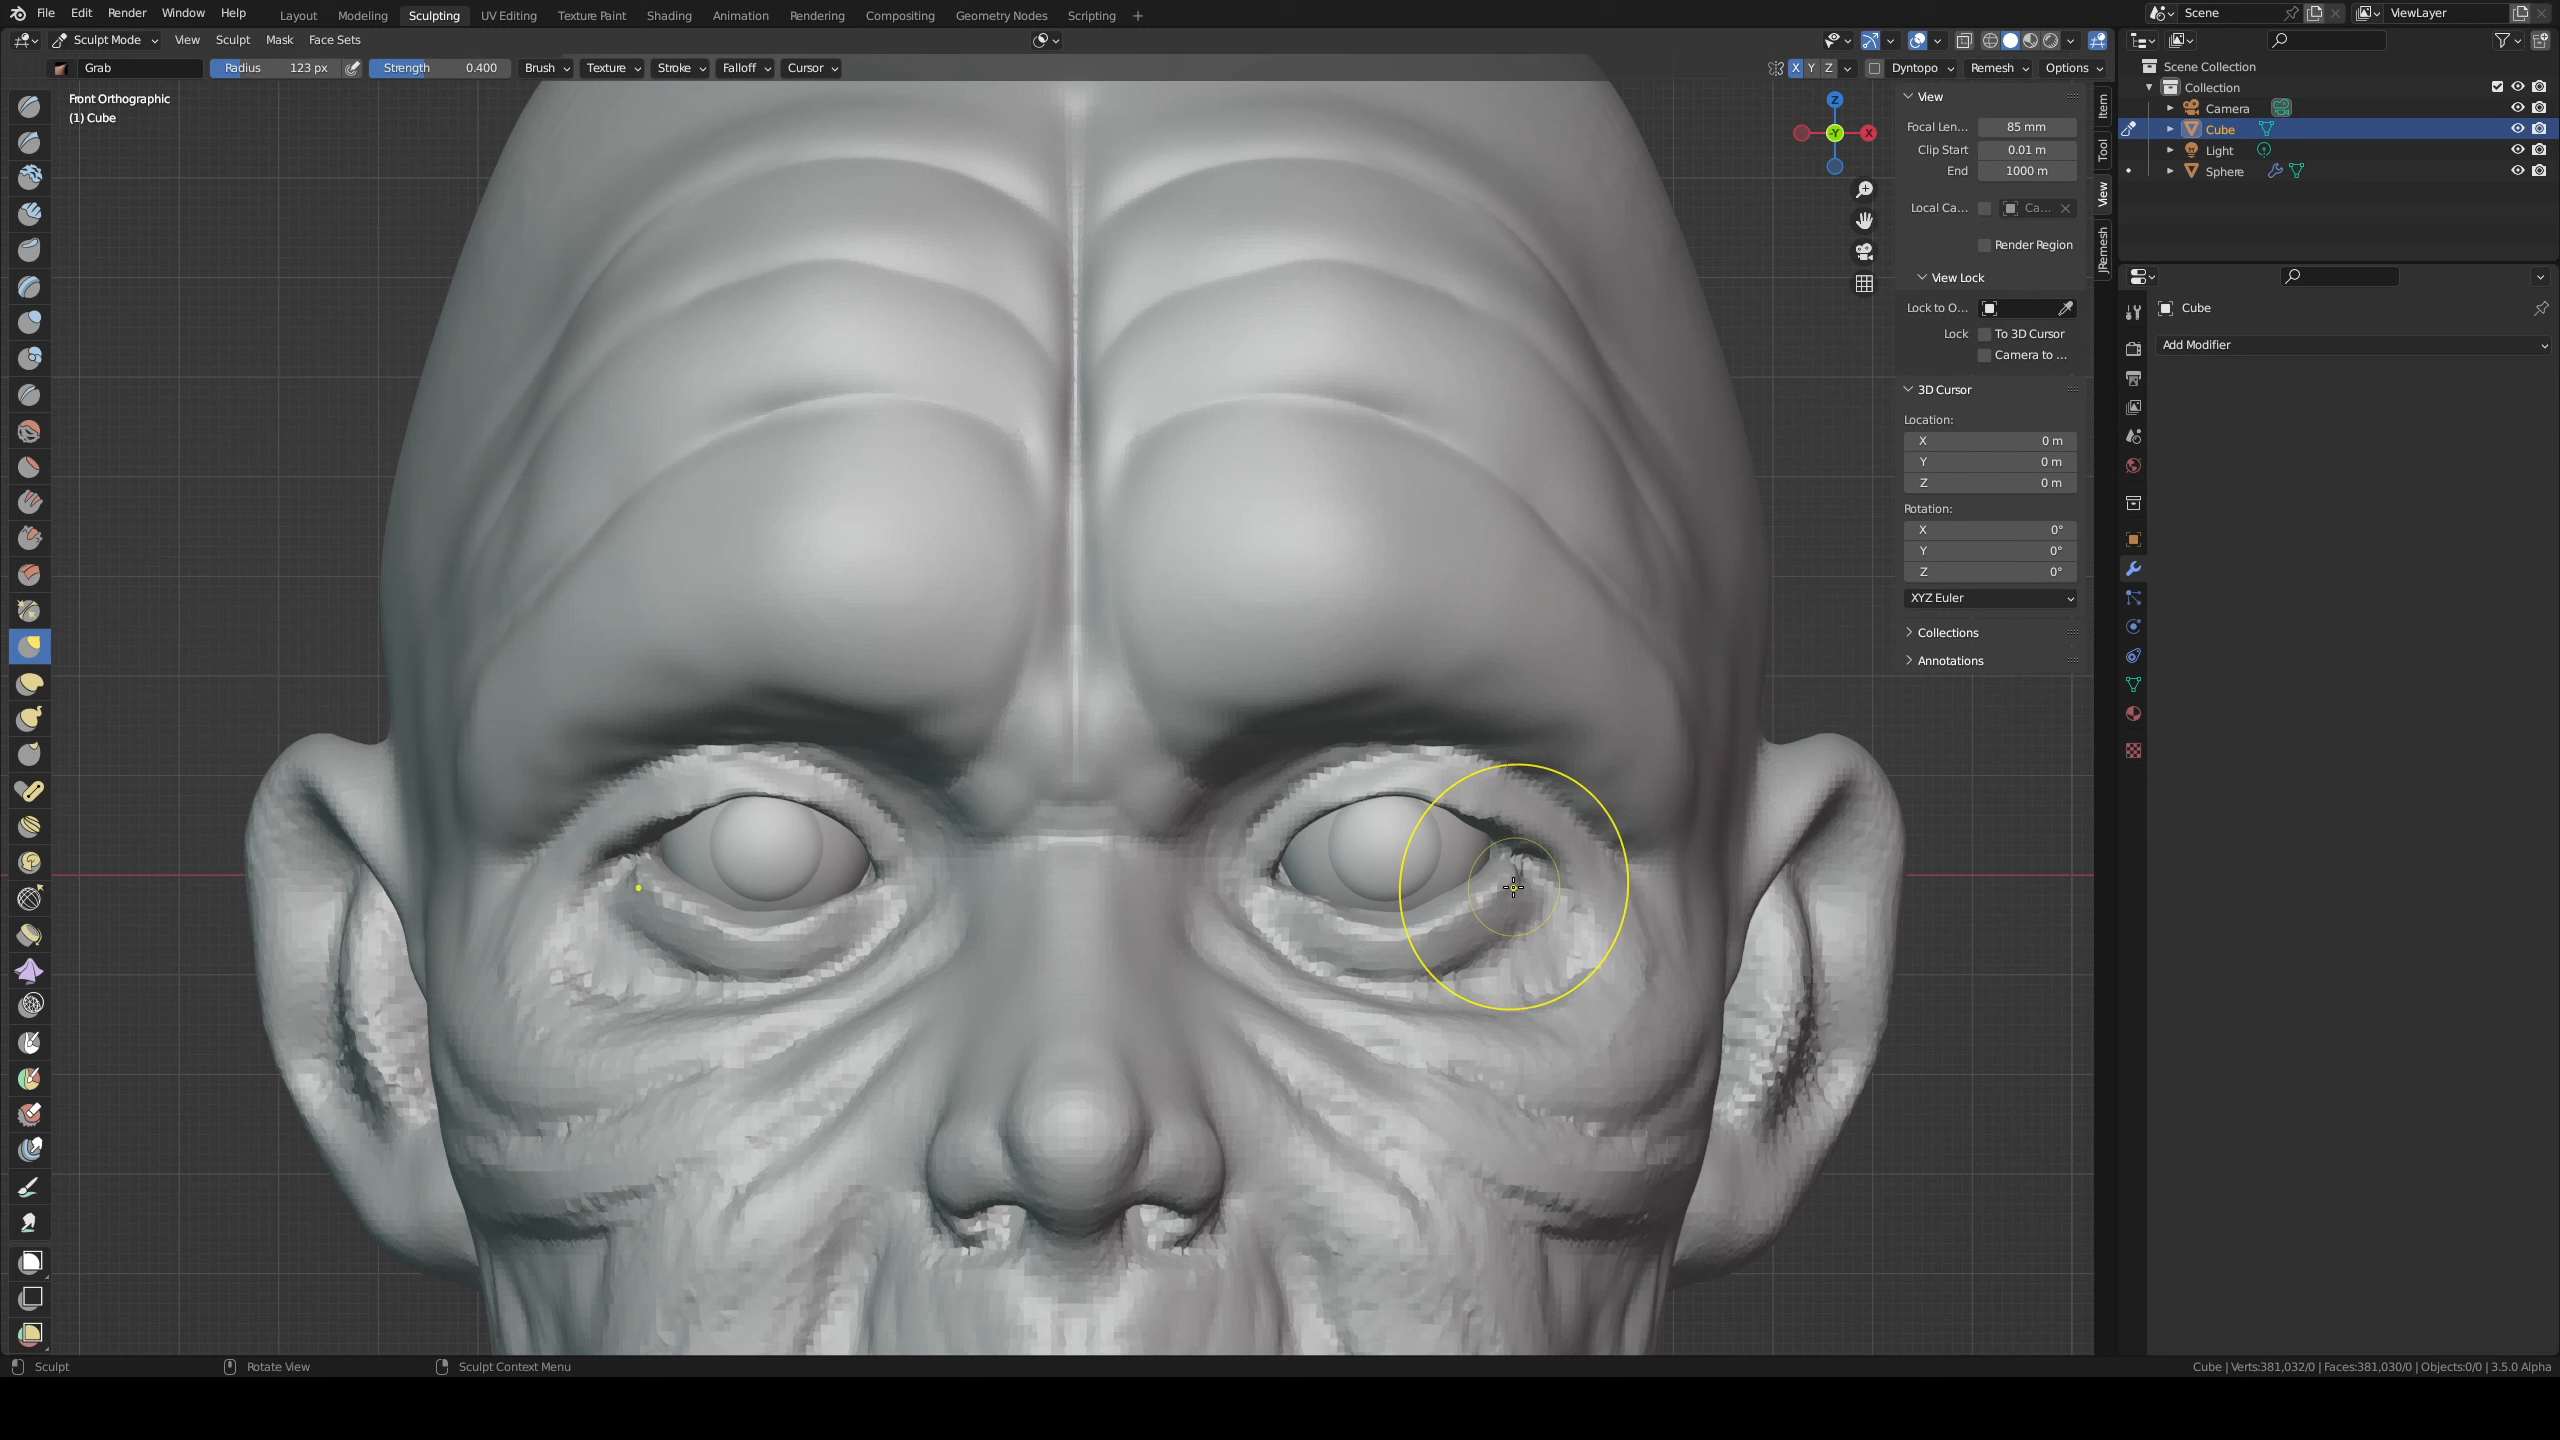 File Edit Render Window Help Layout Modeling Sculpting UV Editing Texture Paint Shading Animation Rendering Compositing Geometry Nodes Scripting + Scene ViewLayer
Sculpt Mode View Sculpt Mask Face Sets
Grab Radius 123 px Strength 0.400 Brush Texture Stroke Falloff Cursor X Y Z Dyntopo Remesh Options
Front Orthographic
(1) Cube
Z
-Y
X
View
Focal Len... 85 mm
Clip Start 0.01 m
End 1000 m
Local Ca... Ca...
Render Region
View Lock
Lock to O...
Lock To 3D Cursor
Camera to ...
3D Cursor
Location:
X 0 m
Y 0 m
Z 0 m
Rotation:
X 0°
Y 0°
Z 0°
XYZ Euler
Collections
Annotations
Item
Tool
View
JRemesh
Scene Collection
Collection
Camera
Cube
Light
Sphere
Cube
Add Modifier
Sculpt Rotate View Sculpt Context Menu Cube | Verts:381,032/0 | Faces:381,030/0 | Objects:0/0 | 3.5.0 Alpha